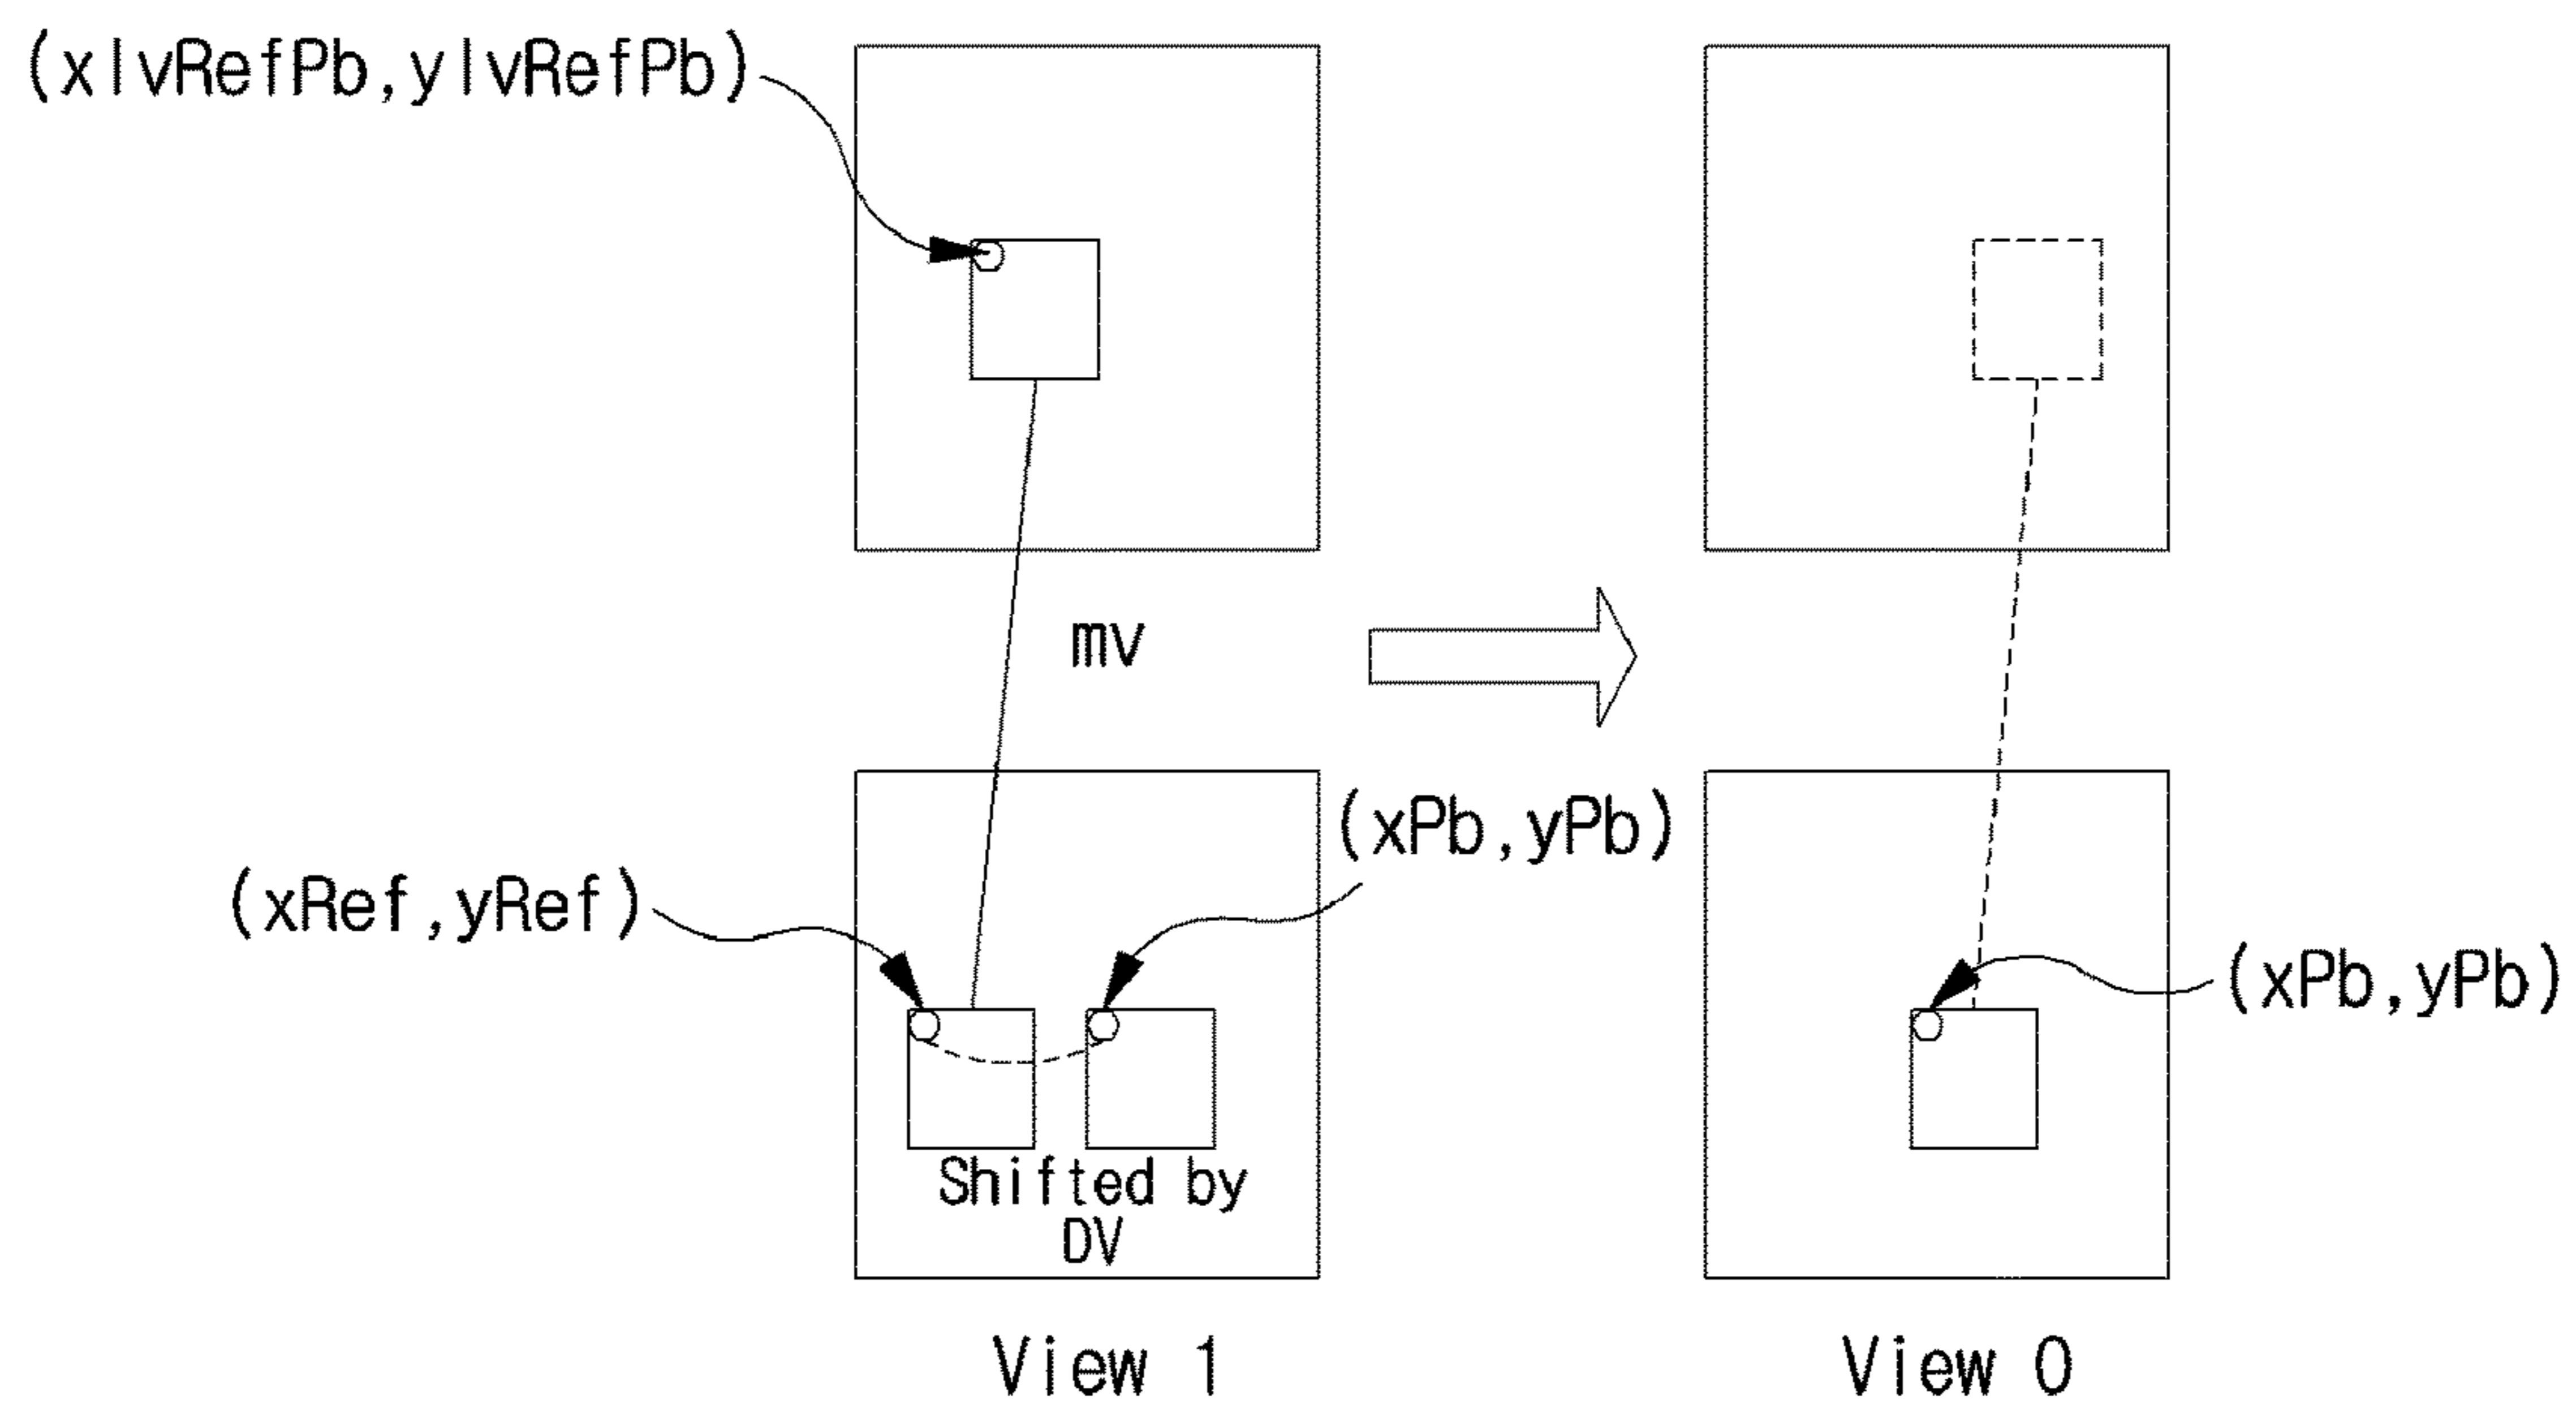 (xIvRefPb,yIvRefPb)
mv
(xPb,yPb)
(xRef,yRef)
(xPb,yPb)
Shifted by
DV
View 1
View 0